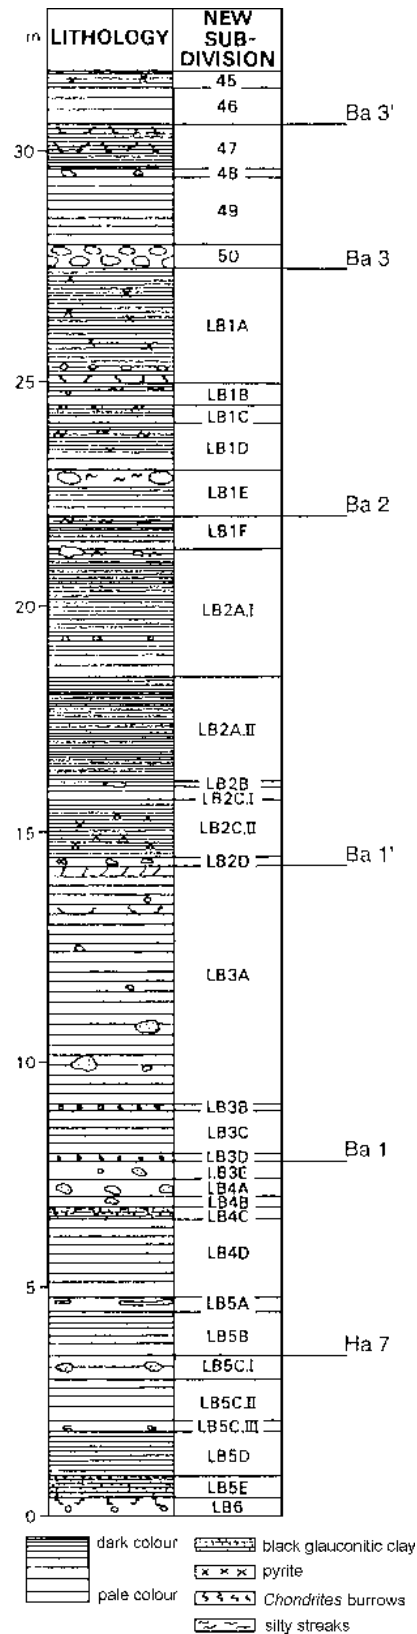 m
LITHOLOGY
NEW
SUB-
DIVISION
45
46
Ba 3'
47
30
48
49
50
Ba 3
LB1A
25
LB1B
LB1C
LB1D
LB1E
Ba 2
LB1F
20
LB2A.I
LB2A.II
LB2B
LB2C.I
LB2C.II
15
LB2D
Ba 1'
LB3A
10
LB3B
LB3C
LB3D
Ba 1
LB3E
LB4A
LB4B
LB4C
LB4D
5
LB5A
LB5B
Ha 7
LB5C.I
LB5C.II
LB5C.III
LB5D
LB5E
0
LB6
dark colour
pale colour
black glauconitic clay
pyrite
Chondrites burrows
silty streaks